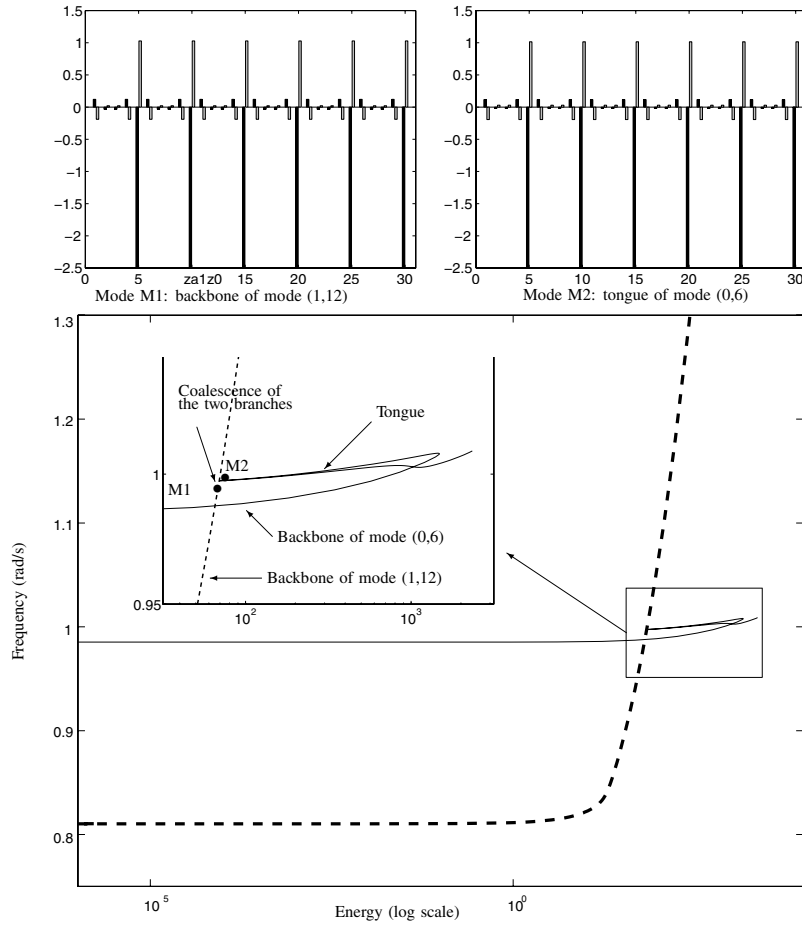 1.5
1
0.5
0
−0.5
−1
−1.5
−2
−2.5
0 5 10 za1z0 15 20 25 30
Mode M1: backbone of mode (1,12)
1.5
1
0.5
0
−0.5
−1
−1.5
−2
−2.5
0 5 10 15 20 25 30
Mode M2: tongue of mode (0,6)
1.3
1.2
1.1
1
0.9
0.8
Frequency (rad/s)
Coalescence of
the two branches
Tongue
M2
M1
1
0.95
Backbone of mode (0,6)
Backbone of mode (1,12)
10^2 10^3
10^5 10^0
Energy (log scale)